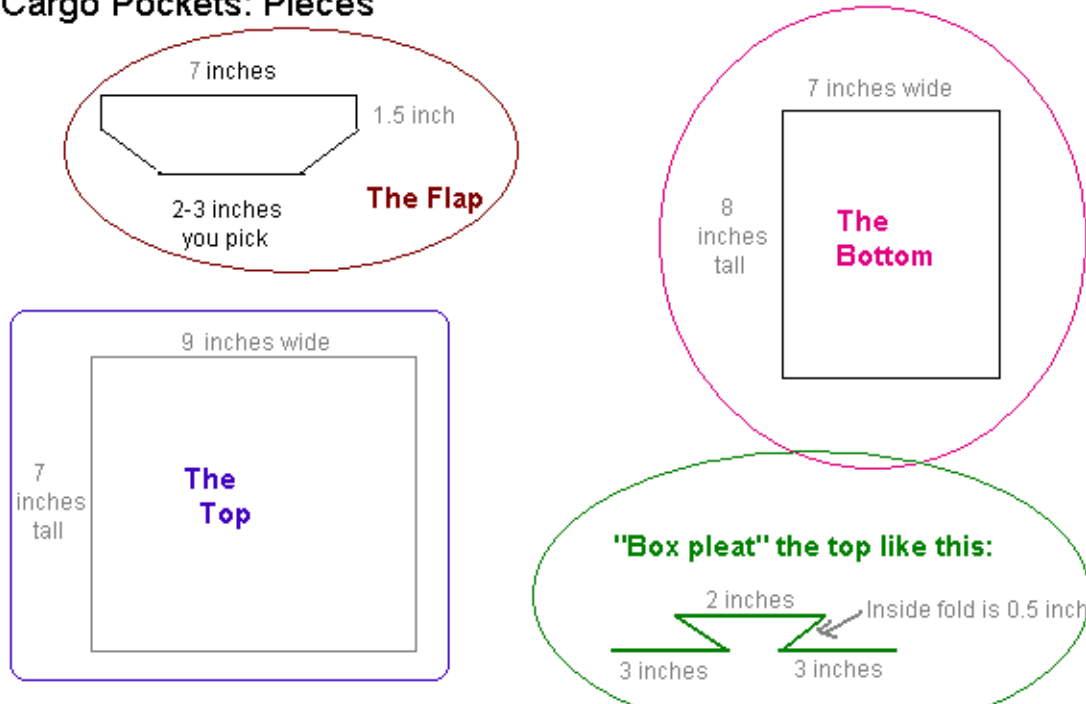 Cargo Pockets: Pieces
7 inches
1.5 inch
The Flap
2-3 inches
you pick
7 inches wide
8
inches
tall
The
Bottom
9 inches wide
7
inches
tall
The
Top
"Box pleat" the top like this:
2 inches
Inside fold is 0.5 inch
3 inches
3 inches